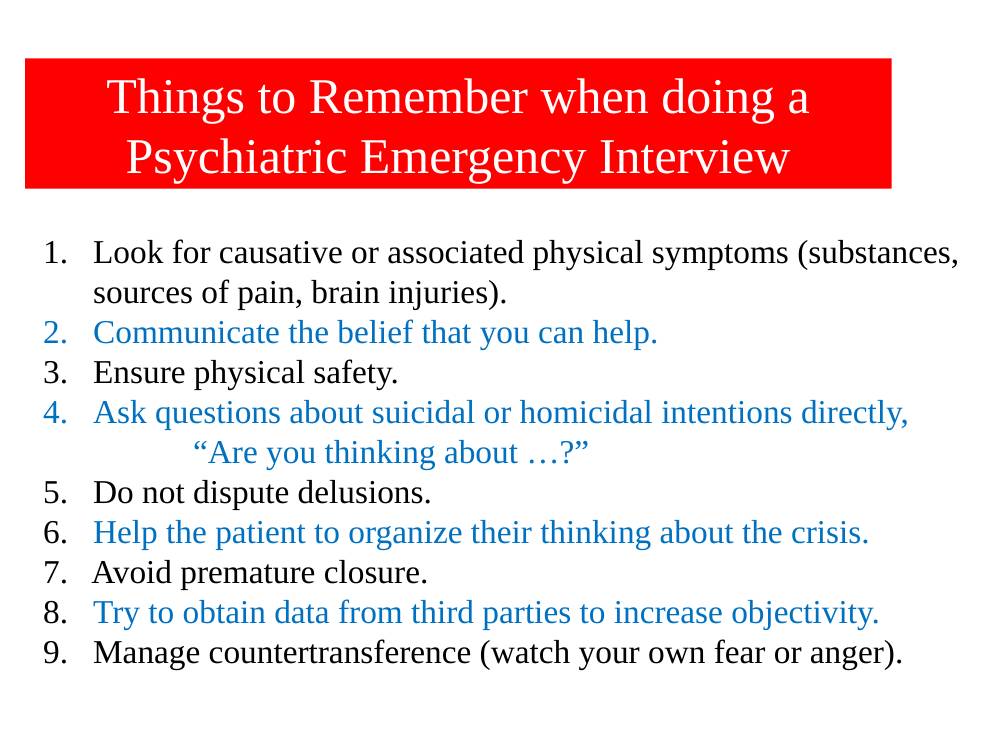 Things to Remember when doing a
Psychiatric Emergency Interview
1. Look for causative or associated physical symptoms (substances,
sources of pain, brain injuries).
2. Communicate the belief that you can help.
3. Ensure physical safety.
4. Ask questions about suicidal or homicidal intentions directly,
“Are you thinking about …?”
5. Do not dispute delusions.
6. Help the patient to organize their thinking about the crisis.
7. Avoid premature closure.
8. Try to obtain data from third parties to increase objectivity.
9. Manage countertransference (watch your own fear or anger).